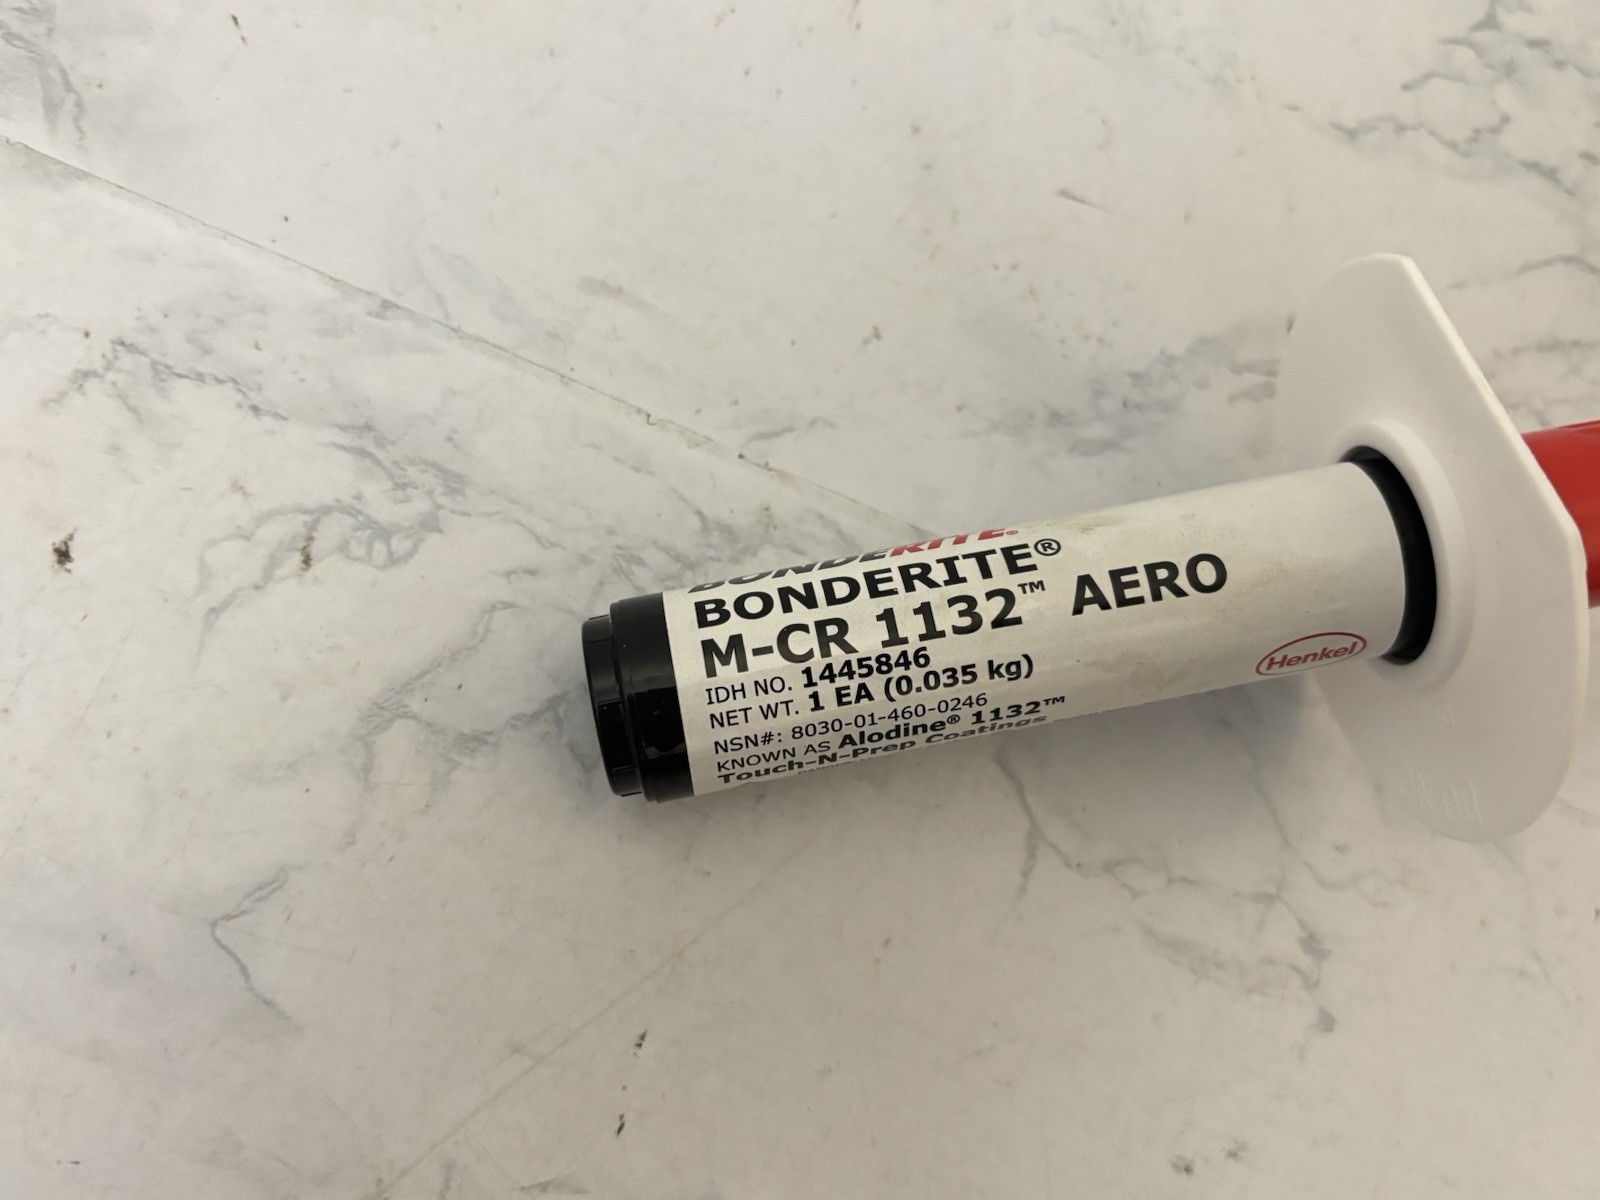 BONDERITE®
BONDERITE®
M-CR 1132™ AERO
IDH NO. 1445846
NET WT. 1 EA (0.035 kg)
NSN#: 8030-01-460-0246
KNOWN AS Alodine® 1132™
Touch-N-Prep Coatings
Henkel